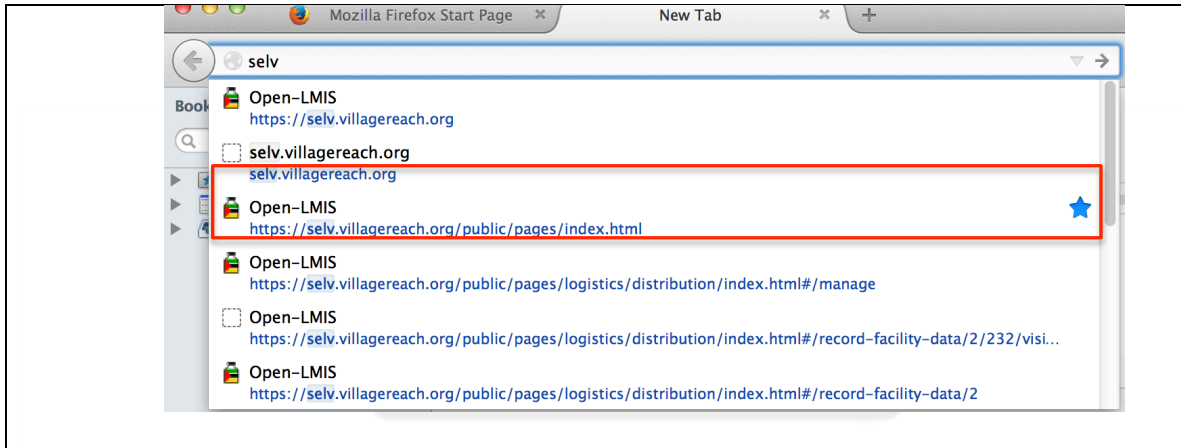 Mozilla Firefox Start Page × New Tab × +
selv
Book
Open-LMIS
https://selv.villagereach.org
selv.villagereach.org
selv.villagereach.org
Open-LMIS
https://selv.villagereach.org/public/pages/index.html
Open-LMIS
https://selv.villagereach.org/public/pages/logistics/distribution/index.html#/manage
Open-LMIS
https://selv.villagereach.org/public/pages/logistics/distribution/index.html#/record-facility-data/2/232/visi...
Open-LMIS
https://selv.villagereach.org/public/pages/logistics/distribution/index.html#/record-facility-data/2